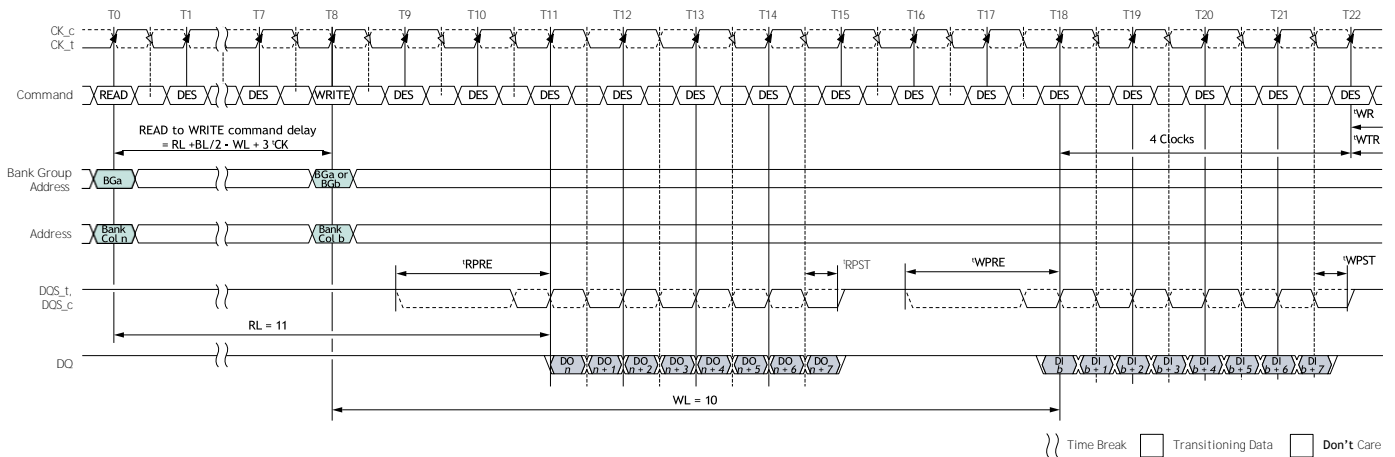 T0 T1 T7 T8 T9 T10 T11 T12 T13 T14 T15 T16 T17 T18 T19 T20 T21 T22
CK_c
CK_t
Command READ DES DES WRITE DES DES DES DES DES DES DES DES DES DES DES DES DES DES
tWR
READ to WRITE command delay
= RL +BL/2 - WL + 3 tCK
4 Clocks
tWTR
Bank Group
Address
BGa
BGa or
BGb
Address
Bank
Col n
Bank
Col b
tRPRE tRPST tWPRE tWPST
DQS_t,
DQS_c
RL = 11
DQ
DO
n
DO
n + 1
DO
n + 2
DO
n + 3
DO
n + 4
DO
n + 5
DO
n + 6
DO
n + 7
DI
b
DI
b + 1
DI
b + 2
DI
b + 3
DI
b + 4
DI
b + 5
DI
b + 6
DI
b + 7
WL = 10
Time Break Transitioning Data Don't Care